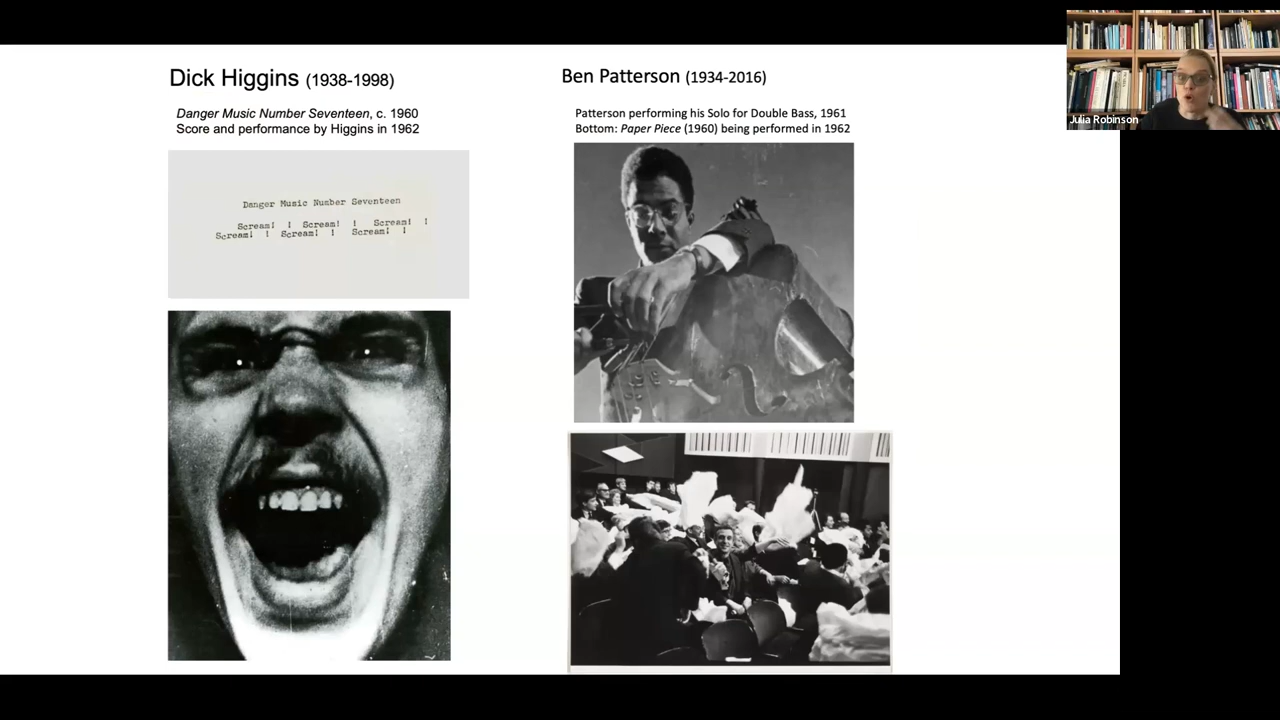 Dick Higgins (1938-1998)
Danger Music Number Seventeen, c. 1960
Score and performance by Higgins in 1962
Danger Music Number Seventeen
Scream! ! Scream! ! Scream! !
Scream! ! Scream! ! Scream! !
Ben Patterson (1934-2016)
Patterson performing his Solo for Double Bass, 1961
Bottom: Paper Piece (1960) being performed in 1962
Julia Robinson